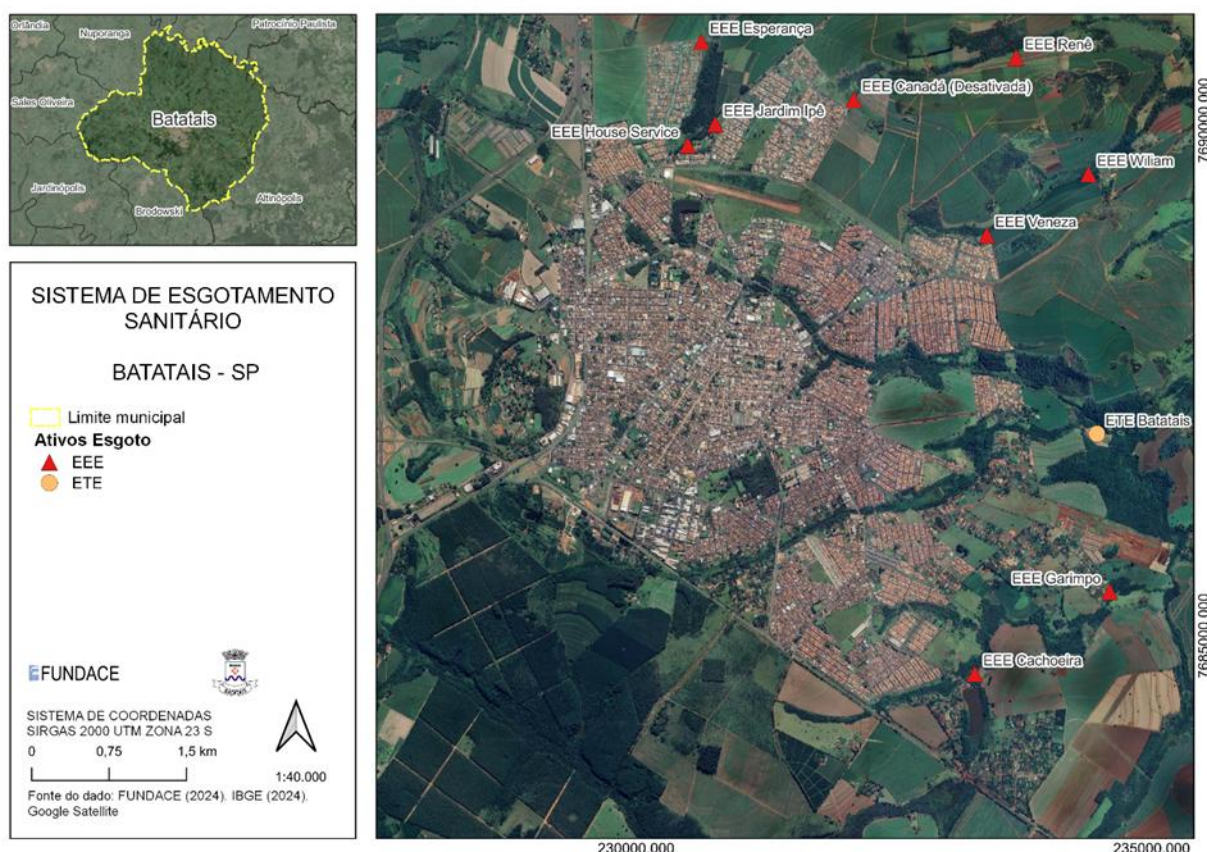 Orlândia
Nuporanga
Patrocínio Paulista
Sales Oliveira
Batatais
Jardinópolis
Brodowski
Altinópolis
SISTEMA DE ESGOTAMENTO
SANITÁRIO
BATATAIS - SP
Limite municipal
Ativos Esgoto
EEE
ETE
FUNDACE
BATATAIS
SISTEMA DE COORDENADAS
SIRGAS 2000 UTM ZONA 23 S
0 0,75 1,5 km
1:40.000
Fonte do dado: FUNDACE (2024). IBGE (2024).
Google Satellite
EEE Esperança
EEE Renê
EEE Canadá (Desativada)
EEE Jardim Ipê
EEE House Service
EEE Wiliam
EEE Veneza
ETE Batatais
EEE Garimpo
EEE Cachoeira
7690000.000
7685000.000
230000.000
235000.000